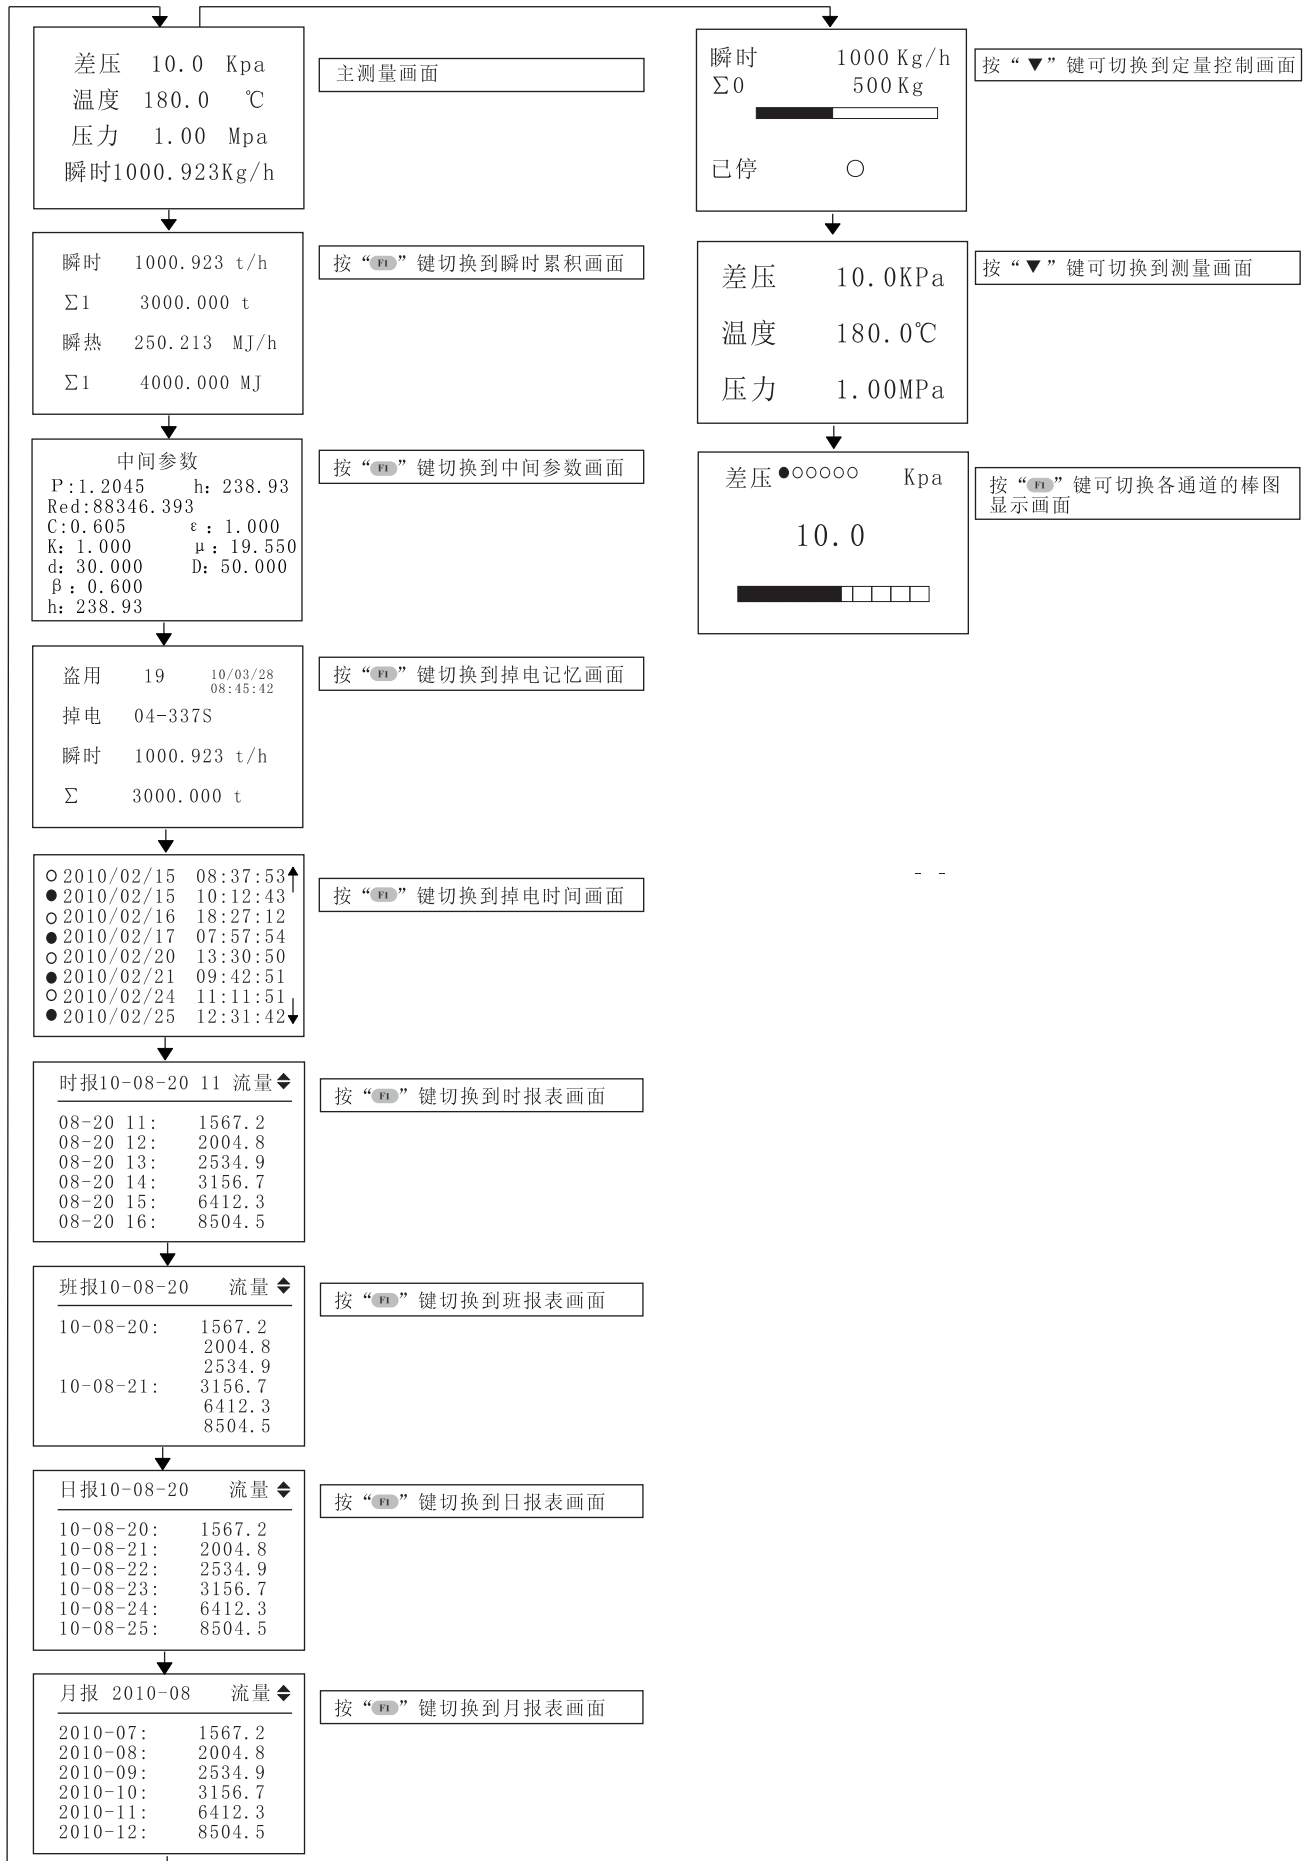 差压 10.0 Kpa
温度 180.0 ℃
压力 1.00 Mpa
瞬时1000.923Kg/h
主测量画面
瞬时 1000.923 t/h
∑1 3000.000 t
瞬热 250.213 MJ/h
∑1 4000.000 MJ
按“F1”键切换到瞬时累积画面
中间参数
P:1.2045 h: 238.93
Red:88346.393
C:0.605 ε: 1.000
K: 1.000 μ: 19.550
d: 30.000 D: 50.000
β: 0.600
h: 238.93
按“F1”键切换到中间参数画面
盗用 19 10/03/28
08:45:42
掉电 04-337S
瞬时 1000.923 t/h
∑ 3000.000 t
按“F1”键切换到掉电记忆画面
○2010/02/15 08:37:53↑
●2010/02/15 10:12:43
○2010/02/16 18:27:12
●2010/02/17 07:57:54
○2010/02/20 13:30:50
●2010/02/21 09:42:51
○2010/02/24 11:11:51
●2010/02/25 12:31:42↓
按“F1”键切换到掉电时间画面
时报10-08-20 11 流量
08-20 11: 1567.2
08-20 12: 2004.8
08-20 13: 2534.9
08-20 14: 3156.7
08-20 15: 6412.3
08-20 16: 8504.5
按“F1”键切换到时报表画面
班报10-08-20 流量
10-08-20: 1567.2
2004.8
2534.9
10-08-21: 3156.7
6412.3
8504.5
按“F1”键切换到班报表画面
日报10-08-20 流量
10-08-20: 1567.2
10-08-21: 2004.8
10-08-22: 2534.9
10-08-23: 3156.7
10-08-24: 6412.3
10-08-25: 8504.5
按“F1”键切换到日报表画面
月报 2010-08 流量
2010-07: 1567.2
2010-08: 2004.8
2010-09: 2534.9
2010-10: 3156.7
2010-11: 6412.3
2010-12: 8504.5
按“F1”键切换到月报表画面
瞬时 1000 Kg/h
∑0 500 Kg
已停 ○
按“▼”键可切换到定量控制画面
差压 10.0KPa
温度 180.0℃
压力 1.00MPa
按“▼”键可切换到测量画面
差压●○○○○○ Kpa
10.0
按“F1”键可切换各通道的棒图
显示画面